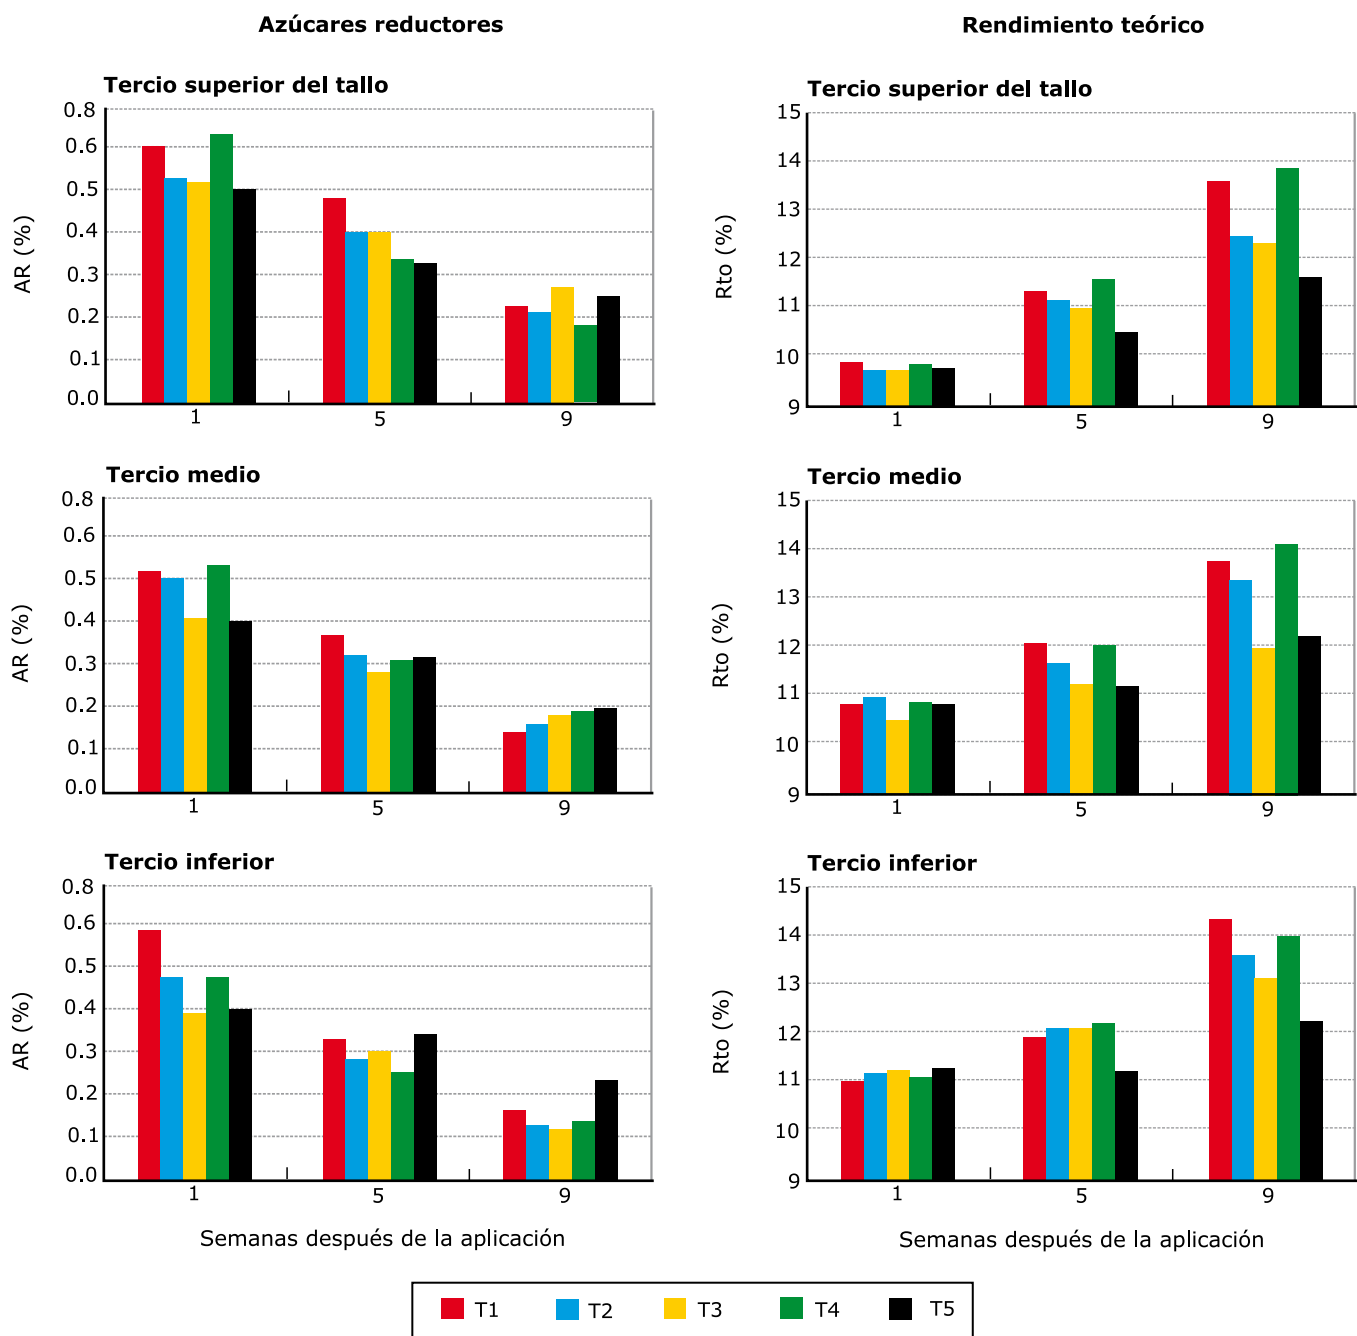 Azúcares reductores
Rendimiento teórico
Tercio superior del tallo
0.8
0.6
0.5
0.4
0.3
0.2
0.1
0.0
AR (%)
1 5 9
Tercio superior del tallo
15
14
13
12
11
10
9
Rto (%)
1 5 9
Tercio medio
0.8
0.6
0.5
0.4
0.3
0.2
0.1
0.0
AR (%)
1 5 9
Tercio medio
15
14
13
12
11
10
9
Rto (%)
1 5 9
Tercio inferior
0.8
0.6
0.5
0.4
0.3
0.2
0.1
0.0
AR (%)
1 5 9
Semanas después de la aplicación
Tercio inferior
15
14
13
12
11
10
9
Rto (%)
1 5 9
Semanas después de la aplicación
T1 T2 T3 T4 T5